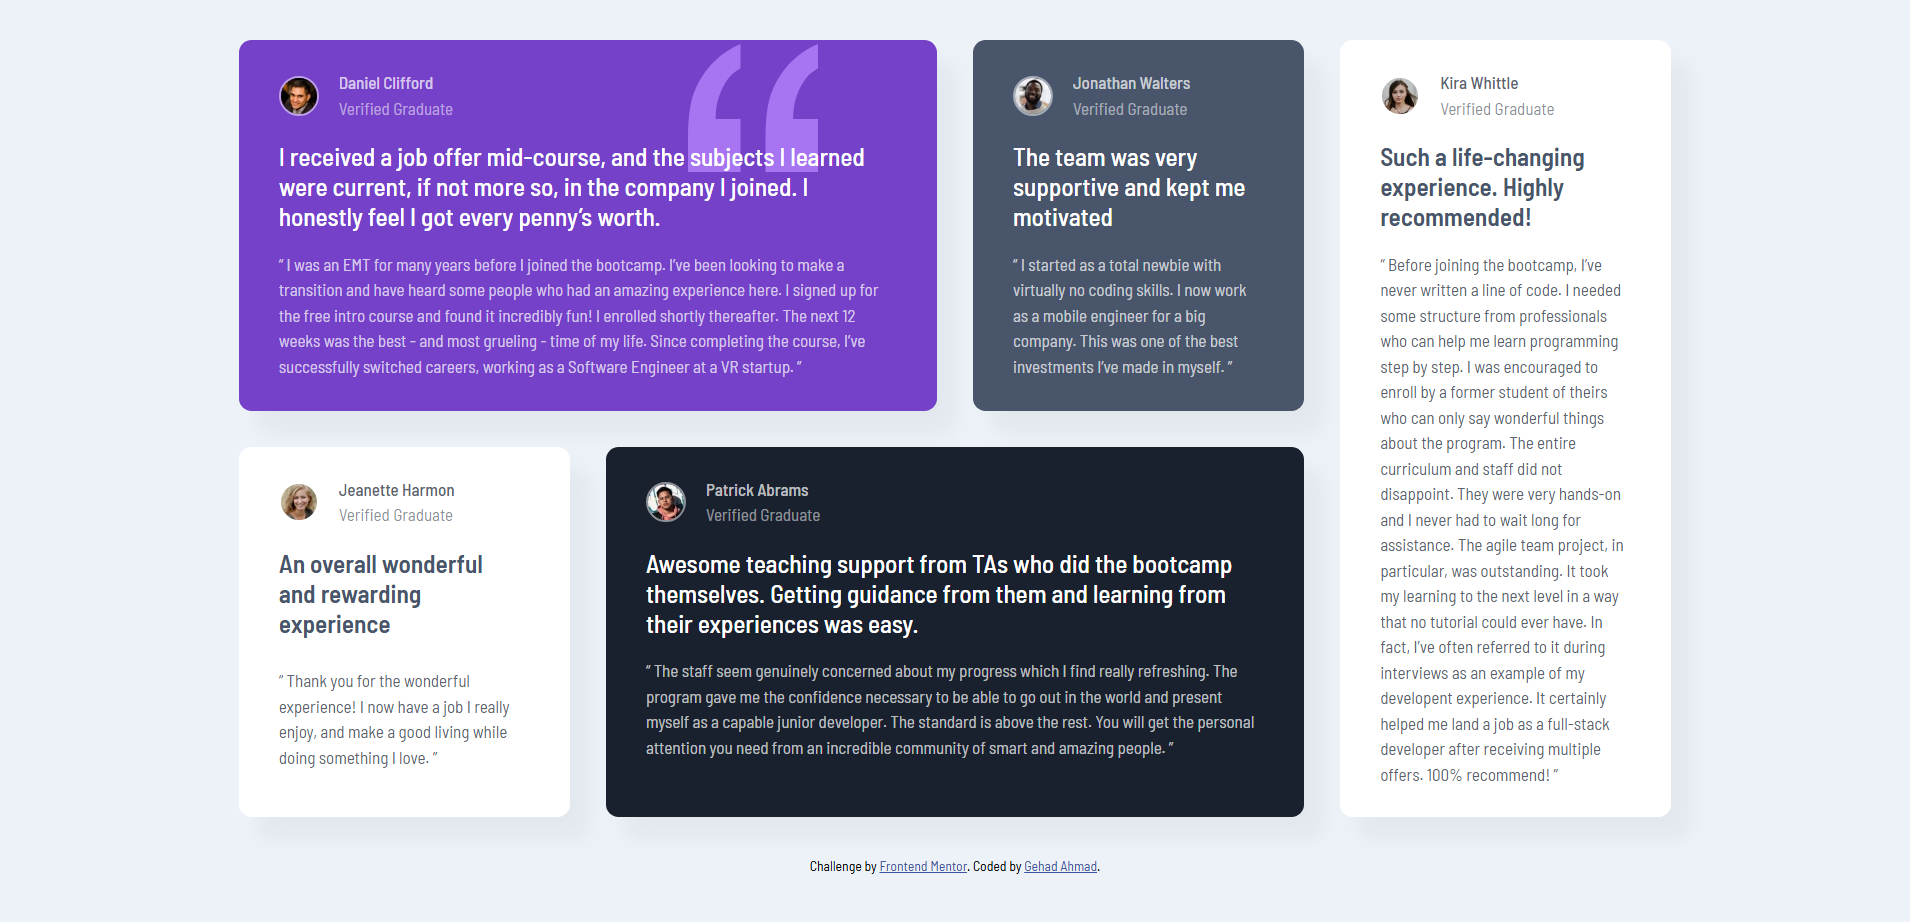 Daniel Clifford
Verified Graduate
I received a job offer mid-course, and the subjects I learned
were current, if not more so, in the company I joined. I
honestly feel I got every penny’s worth.
“ I was an EMT for many years before I joined the bootcamp. I’ve been looking to make a
transition and have heard some people who had an amazing experience here. I signed up for
the free intro course and found it incredibly fun! I enrolled shortly thereafter. The next 12
weeks was the best - and most grueling - time of my life. Since completing the course, I’ve
successfully switched careers, working as a Software Engineer at a VR startup. ”
Jonathan Walters
Verified Graduate
The team was very
supportive and kept me
motivated
“ I started as a total newbie with
virtually no coding skills. I now work
as a mobile engineer for a big
company. This was one of the best
investments I’ve made in myself. ”
Kira Whittle
Verified Graduate
Such a life-changing
experience. Highly
recommended!
“ Before joining the bootcamp, I’ve
never written a line of code. I needed
some structure from professionals
who can help me learn programming
step by step. I was encouraged to
enroll by a former student of theirs
who can only say wonderful things
about the program. The entire
curriculum and staff did not
disappoint. They were very hands-on
and I never had to wait long for
assistance. The agile team project, in
particular, was outstanding. It took
my learning to the next level in a way
that no tutorial could ever have. In
fact, I’ve often referred to it during
interviews as an example of my
developent experience. It certainly
helped me land a job as a full-stack
developer after receiving multiple
offers. 100% recommend! ”
Jeanette Harmon
Verified Graduate
An overall wonderful
and rewarding
experience
“ Thank you for the wonderful
experience! I now have a job I really
enjoy, and make a good living while
doing something I love. ”
Patrick Abrams
Verified Graduate
Awesome teaching support from TAs who did the bootcamp
themselves. Getting guidance from them and learning from
their experiences was easy.
“ The staff seem genuinely concerned about my progress which I find really refreshing. The
program gave me the confidence necessary to be able to go out in the world and present
myself as a capable junior developer. The standard is above the rest. You will get the personal
attention you need from an incredible community of smart and amazing people. ”
Challenge by Frontend Mentor. Coded by Gehad Ahmad.